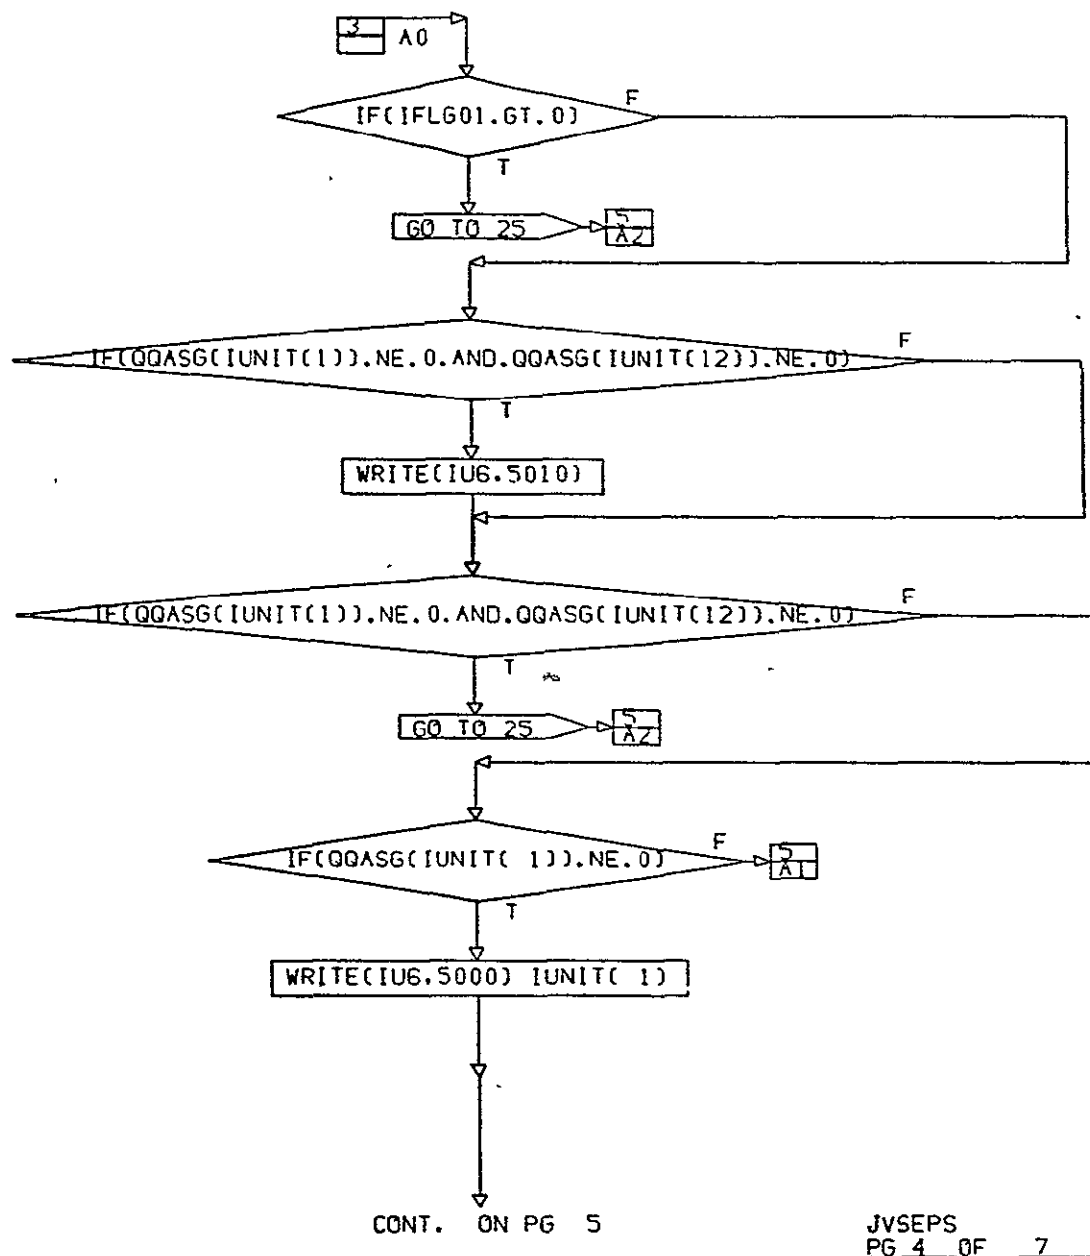 3 A0
IF(IFLG01.GT.0)
F
T
GO TO 25
5
A2
IF(QQASG(IUNIT(1)).NE.0.AND.QQASG(IUNIT(12)).NE.0)
F
T
WRITE(IU6.5010)
IF(QQASG(IUNIT(1)).NE.0.AND.QQASG(IUNIT(12)).NE.0)
F
T
GO TO 25
5
A2
IF(QQASG(IUNIT( 1)).NE.0)
F
5
A1
T
WRITE(IU6.5000) IUNIT( 1)
CONT. ON PG 5
JVSEPS
PG 4 OF 7